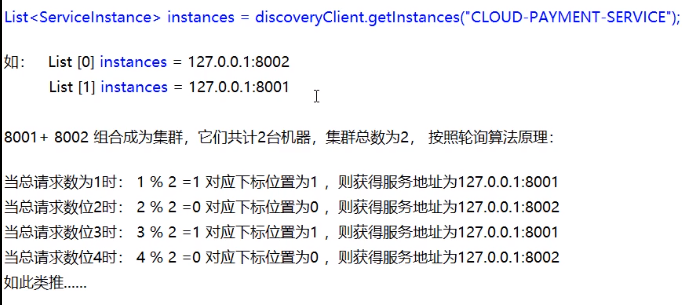 List<ServiceInstance> instances = discoveryClient.getInstances("CLOUD-PAYMENT-SERVICE");
如： List [0] instances = 127.0.0.1:8002
List [1] instances = 127.0.0.1:8001
8001+ 8002 组合成为集群，它们共计2台机器，集群总数为2， 按照轮询算法原理：
当总请求数为1时： 1 % 2 =1 对应下标位置为1 ，则获得服务地址为127.0.0.1:8001
当总请求数位2时： 2 % 2 =0 对应下标位置为0 ，则获得服务地址为127.0.0.1:8002
当总请求数位3时： 3 % 2 =1 对应下标位置为1 ，则获得服务地址为127.0.0.1:8001
当总请求数位4时： 4 % 2 =0 对应下标位置为0 ，则获得服务地址为127.0.0.1:8002
如此类推......